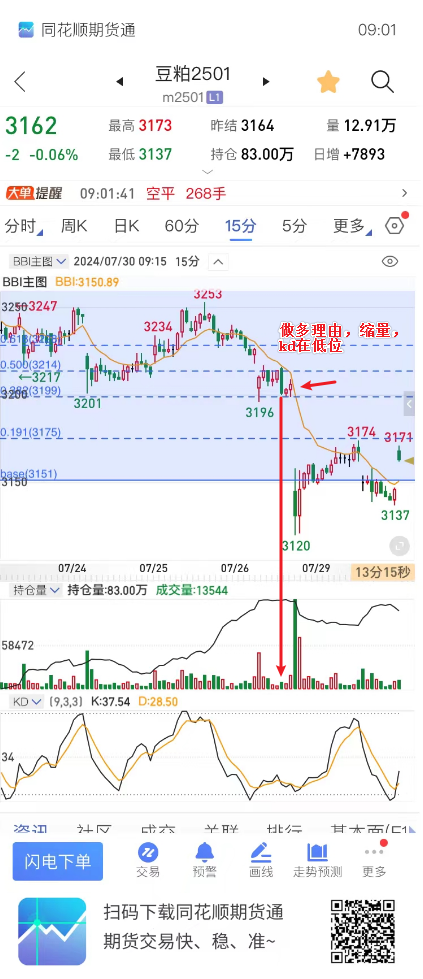 同花顺期货通
09:01
豆粕2501
m2501 L1
3162 最高 3173 昨结 3164 量 12.91万
-2 -0.06% 最低 3137 持仓 83.00万 日增 +7893
大单提醒 09:01:41 空平 268手
分时 周K 日K 60分 15分 5分 更多
BBI主图 2024/07/30 09:15 15分
BBI主图 BBI:3150.89
3253
3250
3247
做多理由，缩量，
kd在低位
3234
0.500(3214)
3217
3200
3201
3196
0.191(3175)
3174
3171
base(3151)
3150
3137
3120
07/24 07/25 07/26 07/29 13分15秒
持仓量 持仓量:83.00万 成交量:13544
58472
KD (9,3,3) K:37.54 D:28.50
34
资讯 社区 成交 关联 排行 基本面(F1
闪电下单
交易 预警 画线 走势预测 更多
扫码下载同花顺期货通
期货交易快、稳、准~